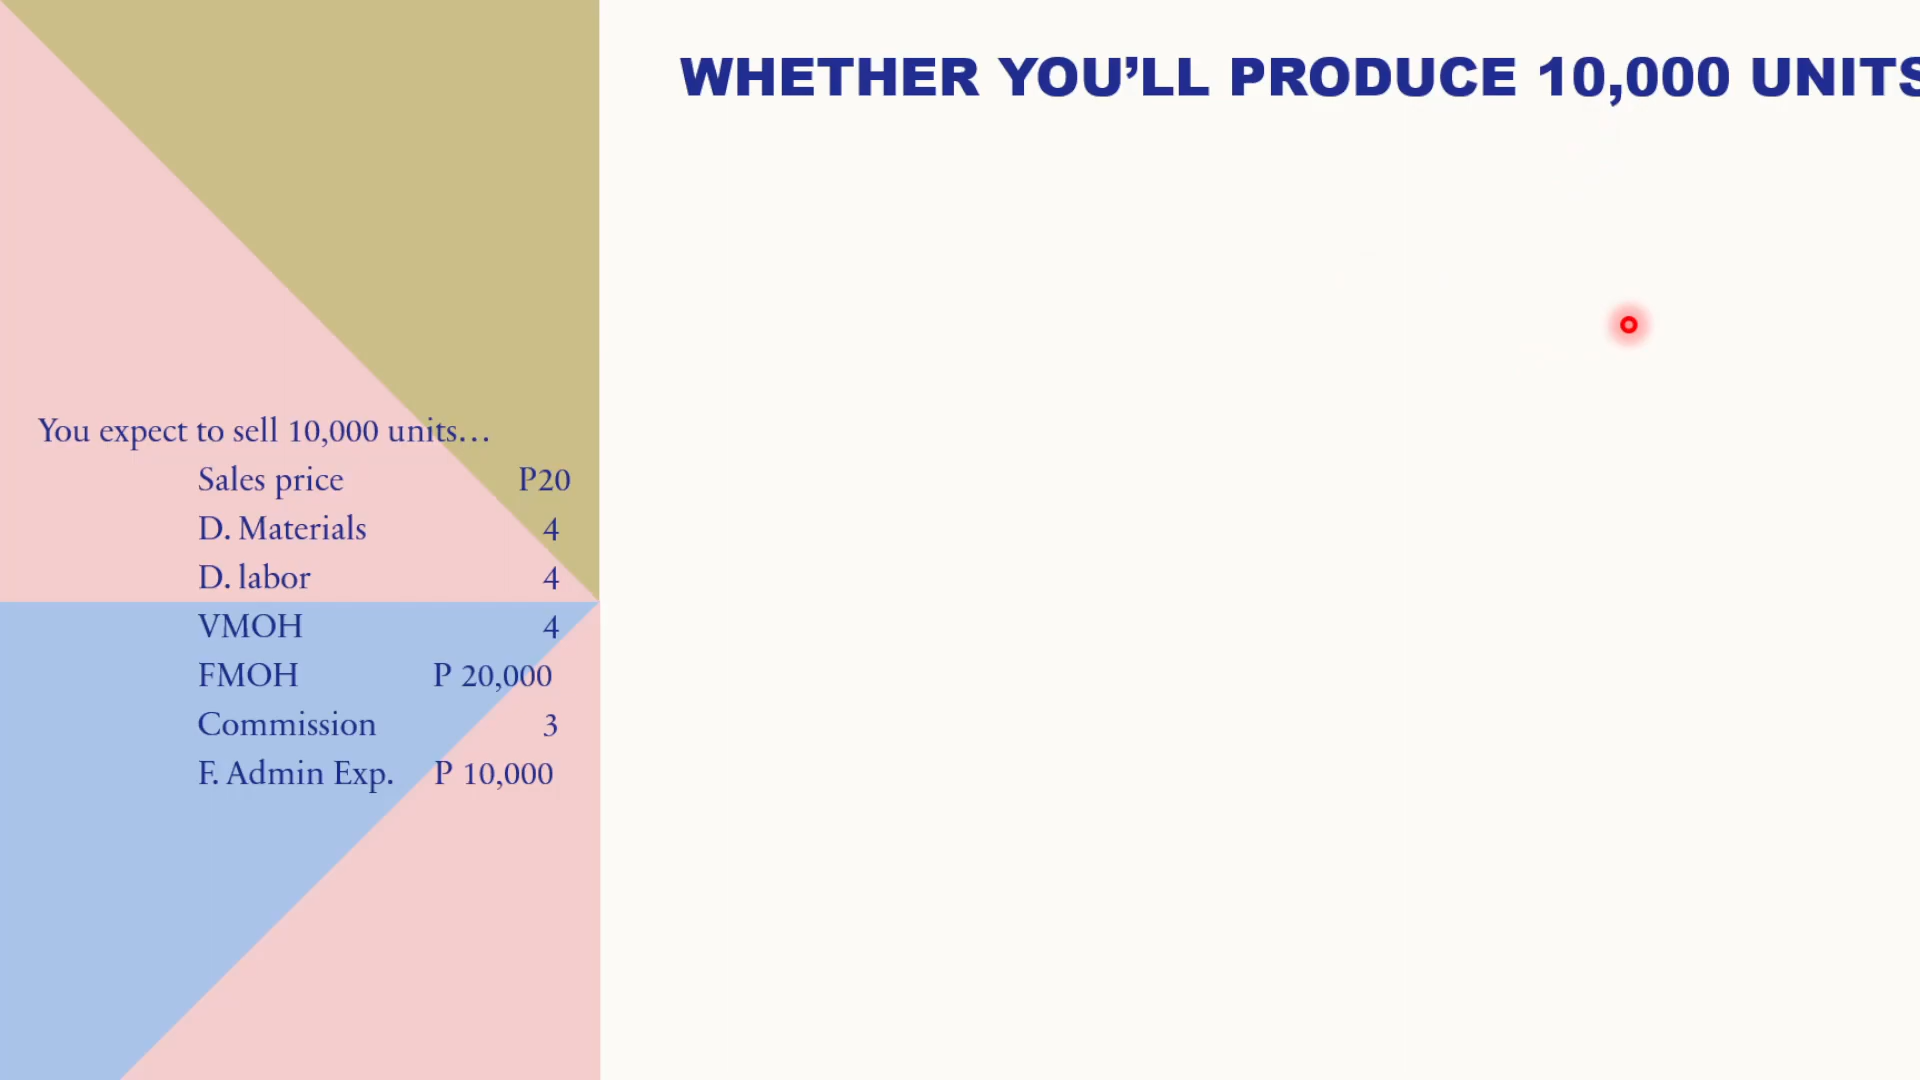 WHETHER YOU’LL PRODUCE 10,000 UNITS
You expect to sell 10,000 units…
Sales price P20
D. Materials 4
D. labor 4
VMOH 4
FMOH P 20,000
Commission 3
F. Admin Exp. P 10,000